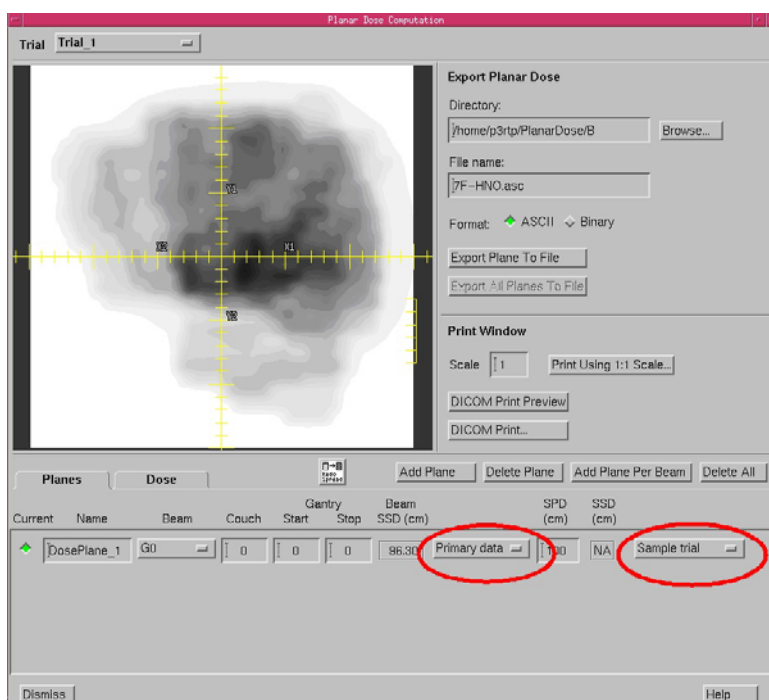 Planar Dose Computation
Trial Trial_1
Y1
X2 X1
Y2
Export Planar Dose
Directory:
/home/p3rtp/PlanarDose/B Browse...
File name:
7F-HNO.asc
Format: ASCII Binary
Export Plane To File
Export All Planes To File
Print Window
Scale 1 Print Using 1:1 Scale...
DICOM Print Preview
DICOM Print...
Planes Dose Add Plane Delete Plane Add Plane Per Beam Delete All
Gantry Beam SPD SSD
Current Name Beam Couch Start Stop SSD (cm) (cm) (cm)
DosePlane_1 G0 0 0 0 96.30 Primary data 100 NA Sample trial
Dismiss Help